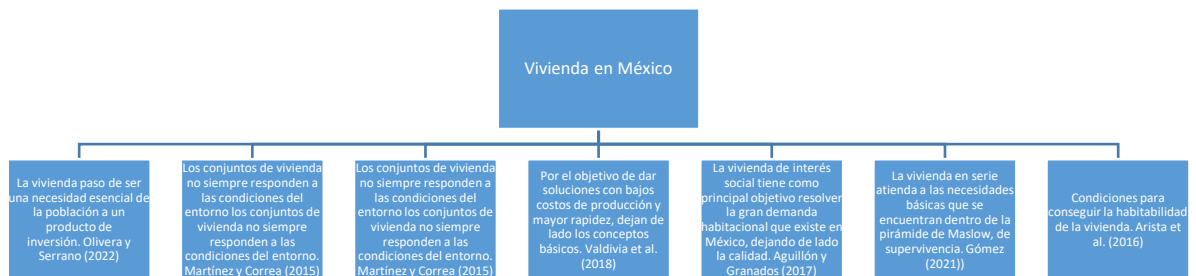 Vivienda en México
La vivienda paso de ser
una necesidad esencial de
la población a un
producto de
inversión. Olivera y
Serrano (2022)
Los conjuntos de vivienda
no siempre responden a
las condiciones del
entorno los conjuntos de
vivienda no siempre
responden a las
condiciones del entorno.
Martínez y Correa (2015)
Los conjuntos de vivienda
no siempre responden a
las condiciones del
entorno los conjuntos de
vivienda no siempre
responden a las
condiciones del entorno.
Martínez y Correa (2015)
Por el objetivo de dar
soluciones con bajos
costos de producción y
mayor rapidez, dejan de
lado los conceptos
básicos. Valdivia et al.
(2018)
La vivienda de interés
social tiene como
principal objetivo resolver
la gran demanda
habitacional que existe en
México, dejando de lado
la calidad. Aguillón y
Granados (2017)
La vivienda en serie
atienda a las necesidades
básicas que se
encuentran dentro de la
pirámide de Maslow, de
supervivencia. Gómez
(2021))
Condiciones para
conseguir la habitabilidad
de la vivienda. Arista et
al. (2016)